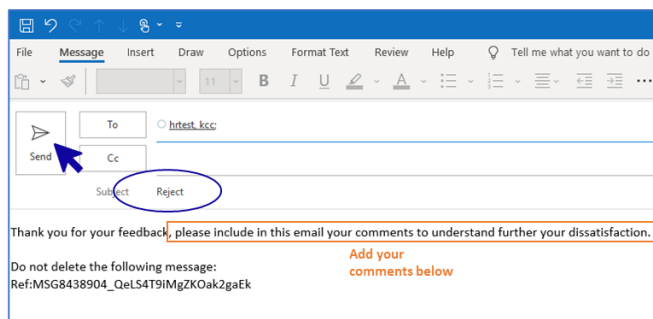 File Message Insert Draw Options Format Text Review Help Tell me what you want to do
11 B I U A
Send
To
hrtest, kcc;
Cc
Subject Reject
Thank you for your feedback, please include in this email your comments to understand further your dissatisfaction.
Add your
comments below
Do not delete the following message:
Ref:MSG8438904_QeLS4T9iMgZKOak2gaEk